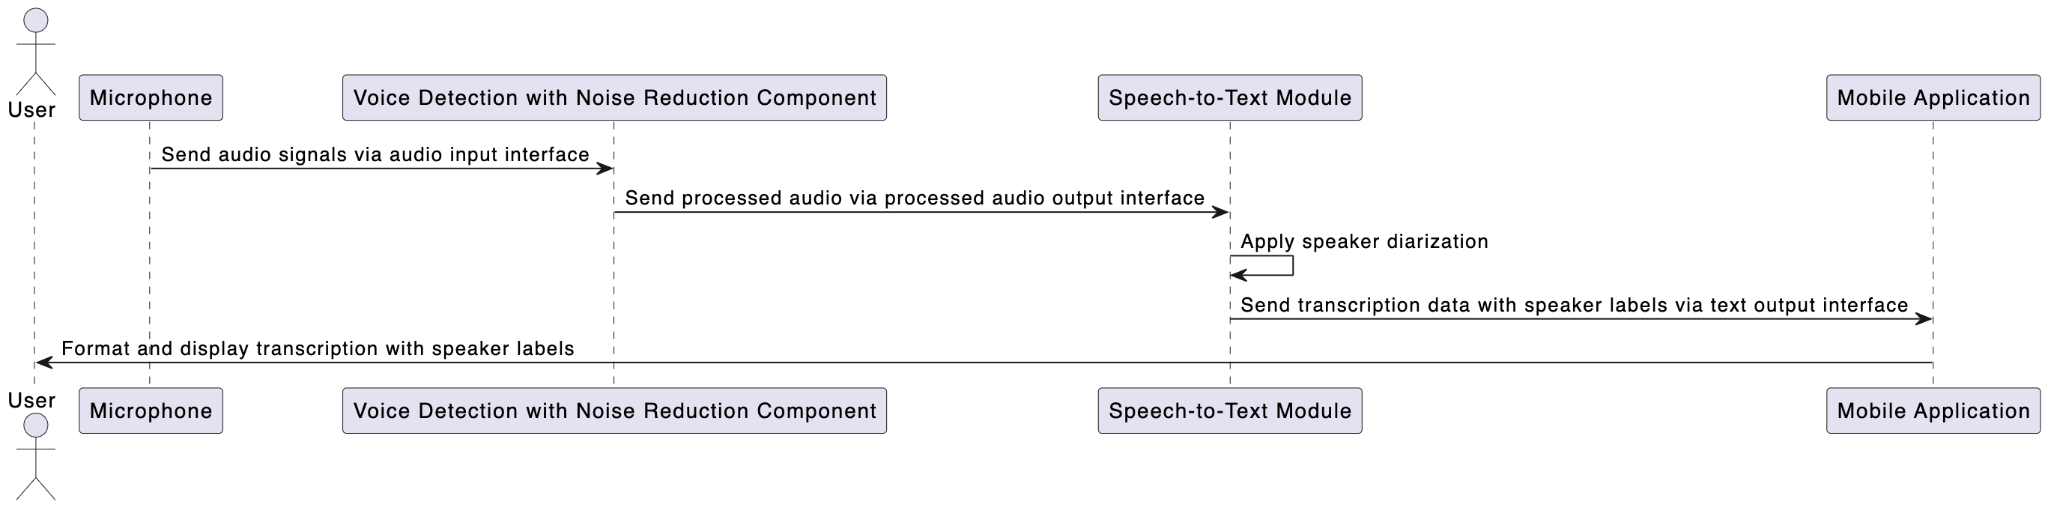 User
Microphone
Voice Detection with Noise Reduction Component
Speech-to-Text Module
Mobile Application
Send audio signals via audio input interface
Send processed audio via processed audio output interface
Apply speaker diarization
Send transcription data with speaker labels via text output interface
Format and display transcription with speaker labels
User
Microphone
Voice Detection with Noise Reduction Component
Speech-to-Text Module
Mobile Application